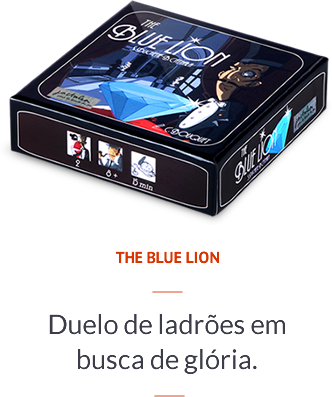 THE
BLUE LION
2
8+
15 min
THE
BLUE LION
THE BLUE LION
Duelo de ladrões em
busca de glória.